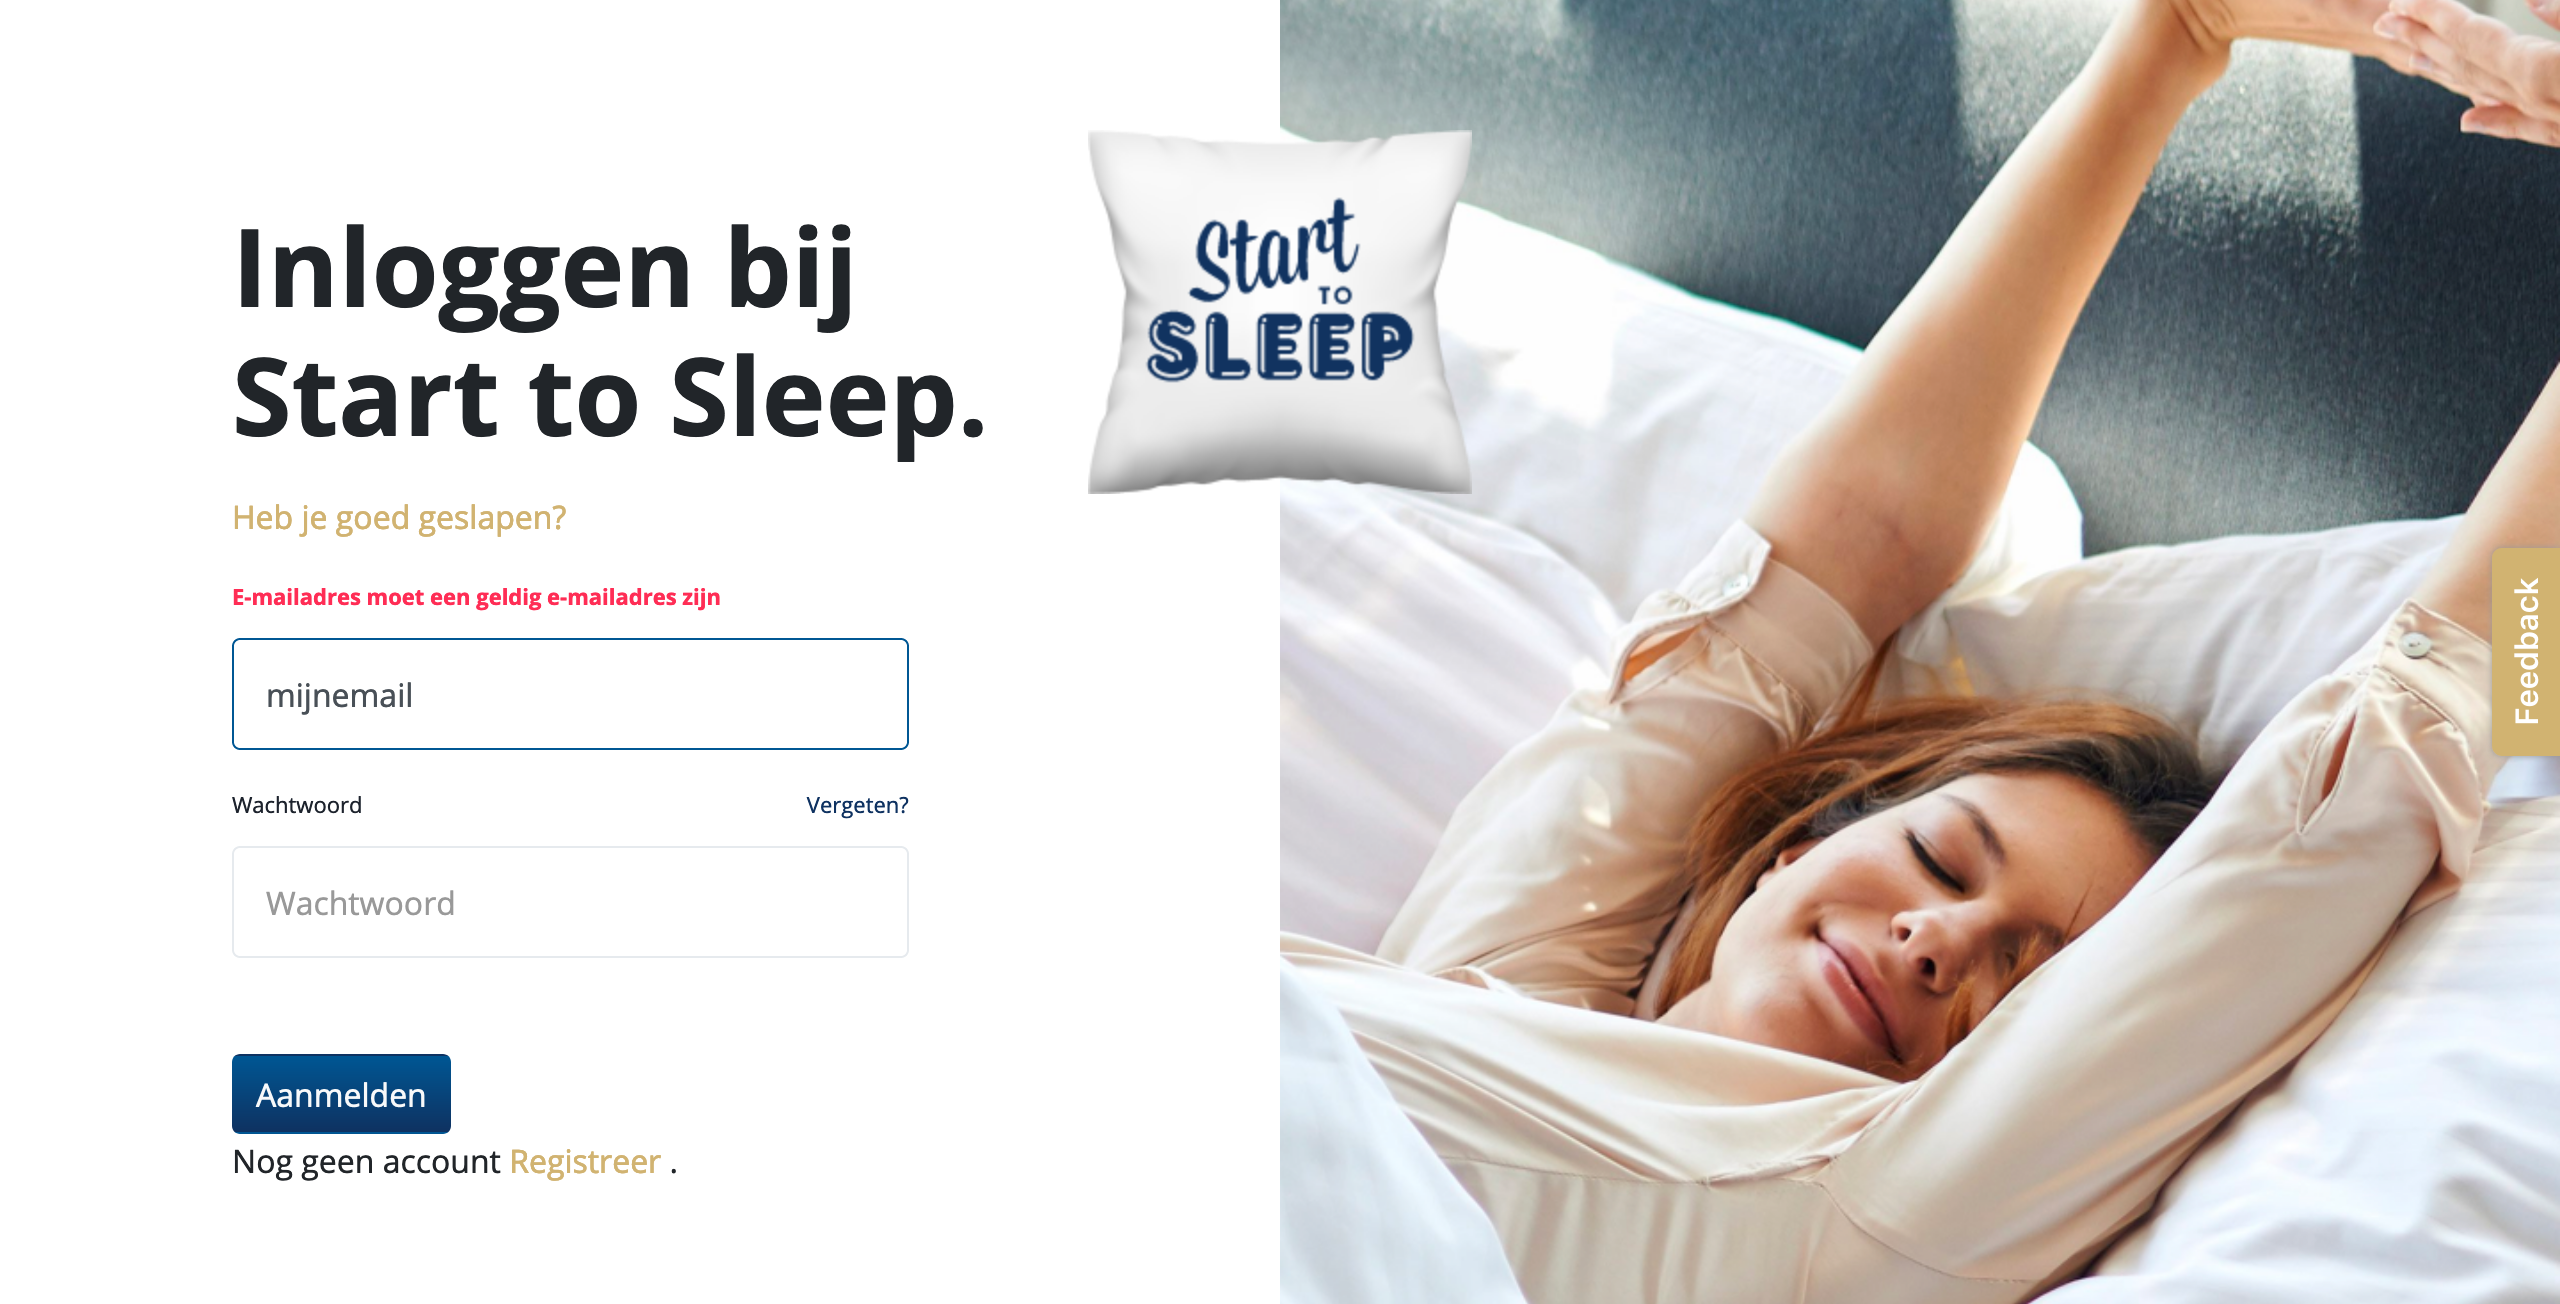 Inloggen bij
Start to Sleep.
Start
TO
SLEEP
Heb je goed geslapen?
E-mailadres moet een geldig e-mailadres zijn
mijnemail
Wachtwoord Vergeten?
Wachtwoord
Aanmelden
Nog geen account Registreer .
Feedback